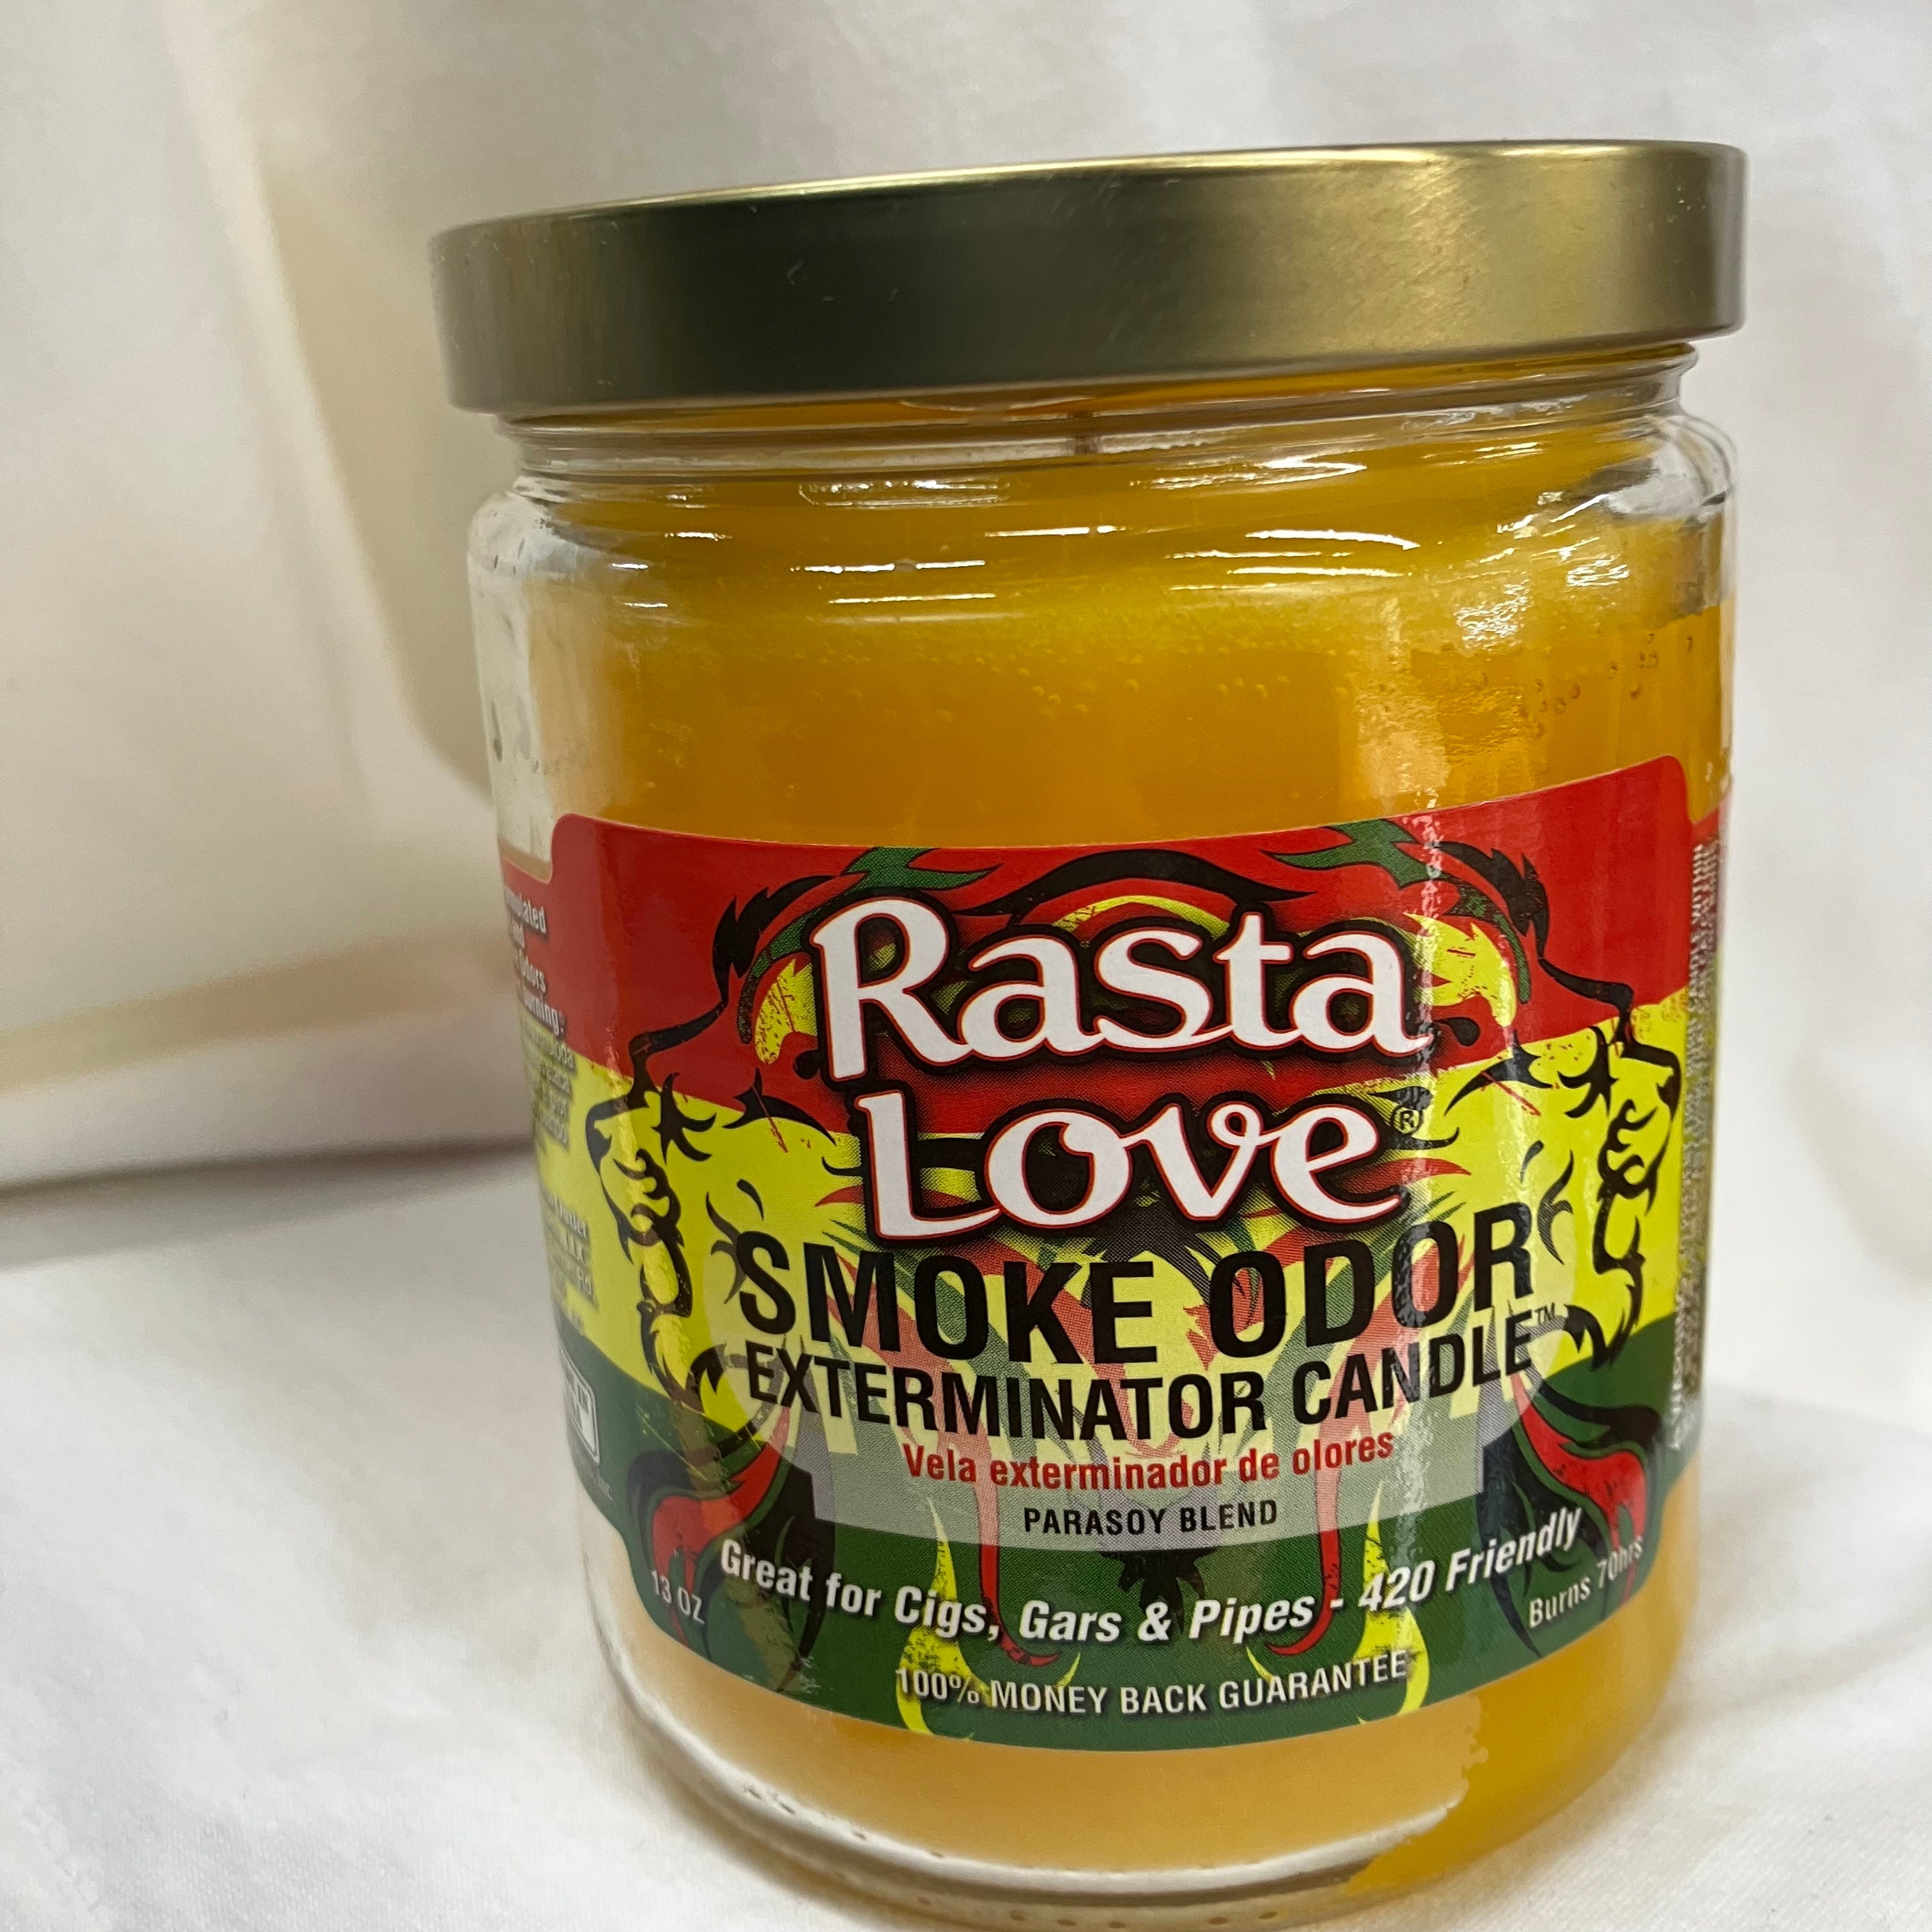 Rasta
Love®
SMOKE ODOR
EXTERMINATOR CANDLE™
Vela exterminador de olores
PARASOY BLEND
Great for Cigs, Gars & Pipes - 420 Friendly
13 OZ
Burns 70hrs
100% MONEY BACK GUARANTEE